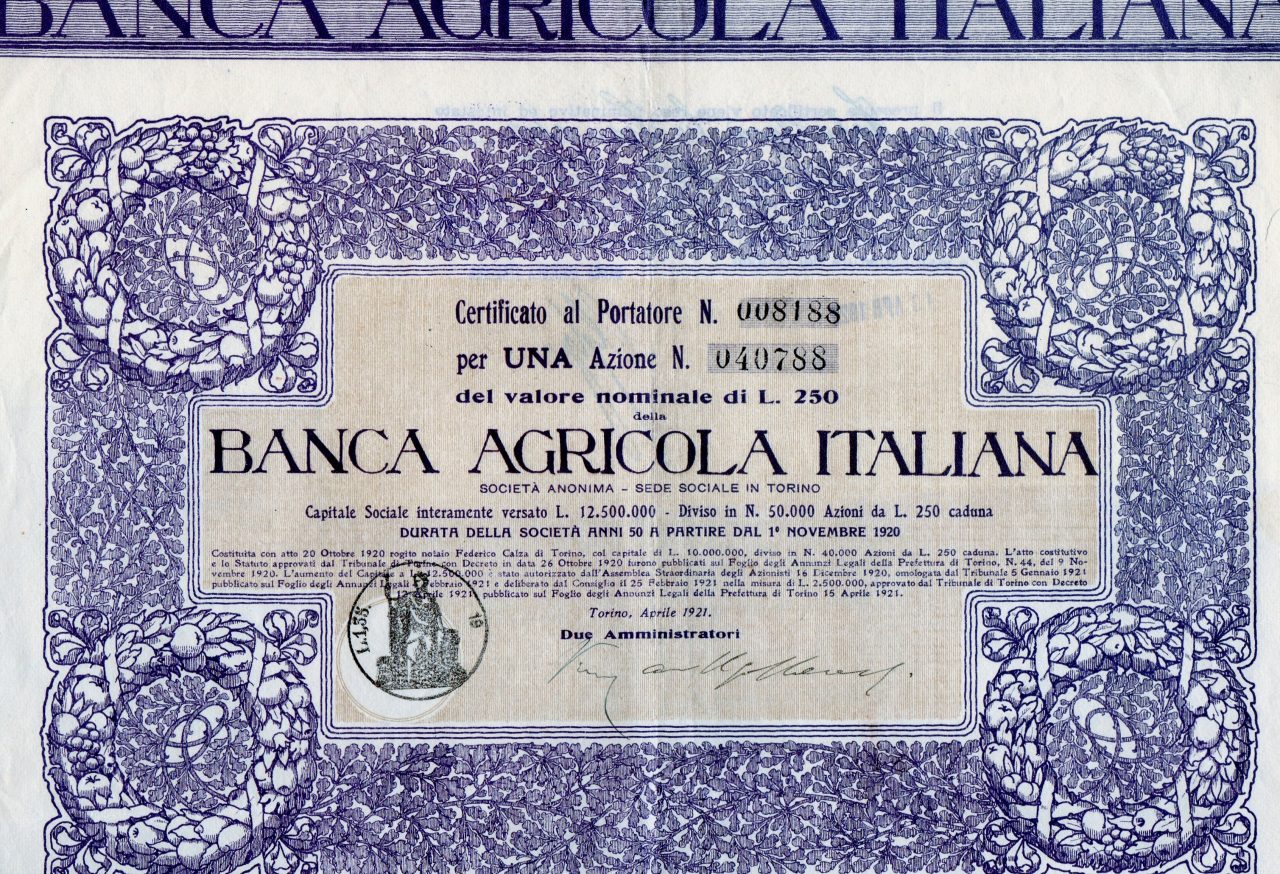 BANCA AGRICOLA ITALIANA
Certificato al Portatore N. 008188
per UNA Azione N. 040788
del valore nominale di L. 250
della
BANCA AGRICOLA ITALIANA
SOCIETÀ ANONIMA - SEDE SOCIALE IN TORINO
Capitale Sociale interamente versato L. 12.500.000 - Diviso in N. 50.000 Azioni da L. 250 caduna
DURATA DELLA SOCIETÀ ANNI 50 A PARTIRE DAL 1º NOVEMBRE 1920
Costituita con atto 20 Ottobre 1920 rogito notaio Federico Calza di Torino, col capitale di L. 10.000.000, diviso in N. 40.000 Azioni da L. 250 caduna. L'atto costitutivo
e lo Statuto approvati dal Tribunale di Torino con Decreto in data 26 Ottobre 1920 furono pubblicati sul Foglio degli Annunzi Legali della Prefettura di Torino, N. 44, del 9 No-
vembre 1920. L'aumento del Capitale a L. 12.500.000 è stato autorizzato dall'Assemblea Straordinaria degli Azionisti 16 Dicembre 1920, omologata dal Tribunale 5 Gennaio 1921
pubblicato sul Foglio degli Annunzi Legali Febbraio 1921 e deliberato dal Consiglio il 25 Febbraio 1921 nella misura di L. 2.500.000, approvato dal Tribunale di Torino con Decreto
12 Aprile 1921, pubblicato sul Foglio degli Annunzi Legali della Prefettura di Torino 15 Aprile 1921.
Torino, Aprile 1921.
Due Amministratori
L.1.55. 19